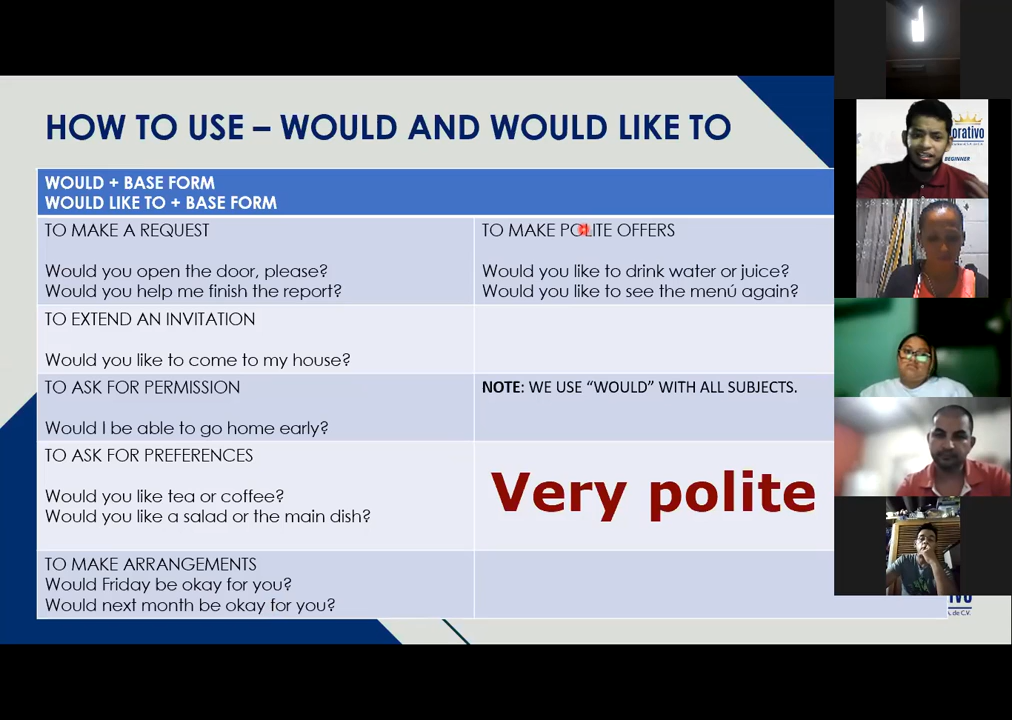 HOW TO USE – WOULD AND WOULD LIKE TO
WOULD + BASE FORM
WOULD LIKE TO + BASE FORM
TO MAKE A REQUEST
Would you open the door, please?
Would you help me finish the report?
TO MAKE POLITE OFFERS
Would you like to drink water or juice?
Would you like to see the menú again?
TO EXTEND AN INVITATION
Would you like to come to my house?
TO ASK FOR PERMISSION
Would I be able to go home early?
NOTE: WE USE “WOULD” WITH ALL SUBJECTS.
TO ASK FOR PREFERENCES
Would you like tea or coffee?
Would you like a salad or the main dish?
Very polite
TO MAKE ARRANGEMENTS
Would Friday be okay for you?
Would next month be okay for you?
orativo
BEGINNER
de C.V.